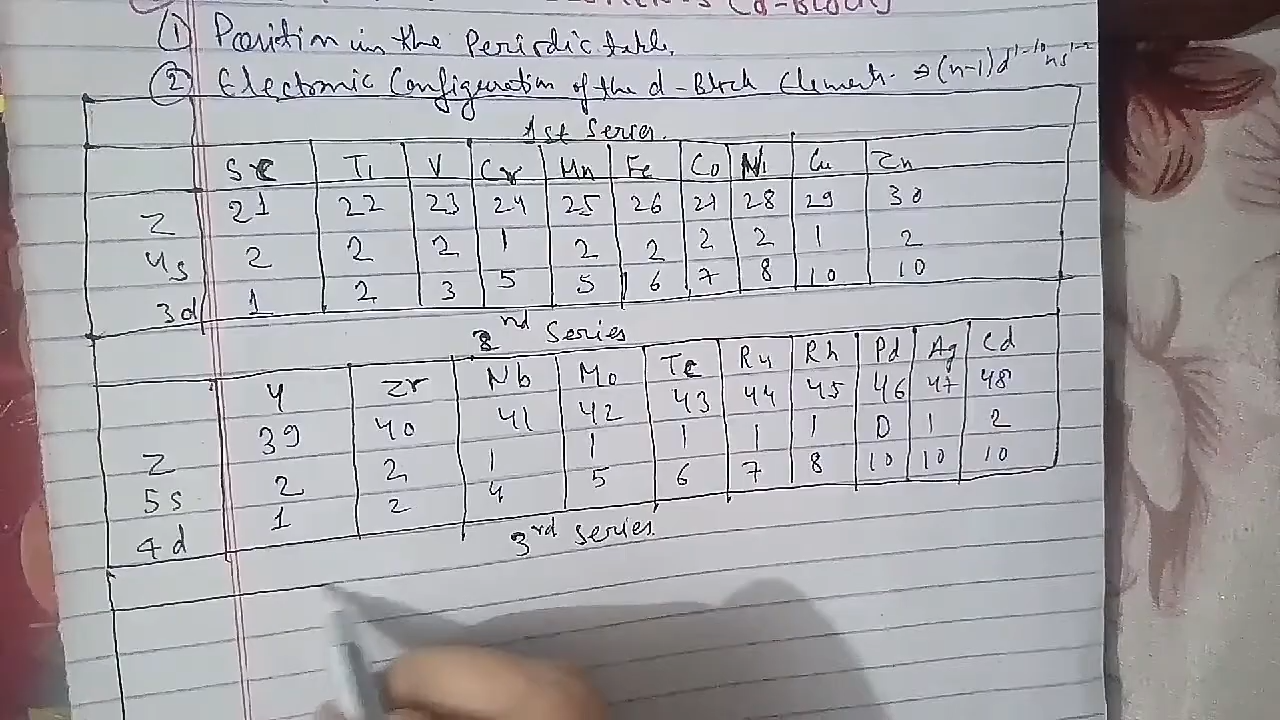 (d-Block)
① Position in the Periodic table.
② Electronic Configuration of the d-Block Elements. ⇒ (n-1)d¹⁻¹⁰ns¹⁻²
1st Series.
Sc Ti V Cr Mn Fe Co Ni Cu Zn
Z 21 22 23 24 25 26 27 28 29 30
4s 2 2 2 1 2 2 2 2 1 2
3d 1 2 3 5 5 6 7 8 10 10
2nd Series
Y Zr Nb Mo Tc Ru Rh Pd Ag Cd
Z 39 40 41 42 43 44 45 46 47 48
5s 2 2 1 1 1 1 1 0 1 2
4d 1 2 4 5 6 7 8 10 10 10
3rd series.